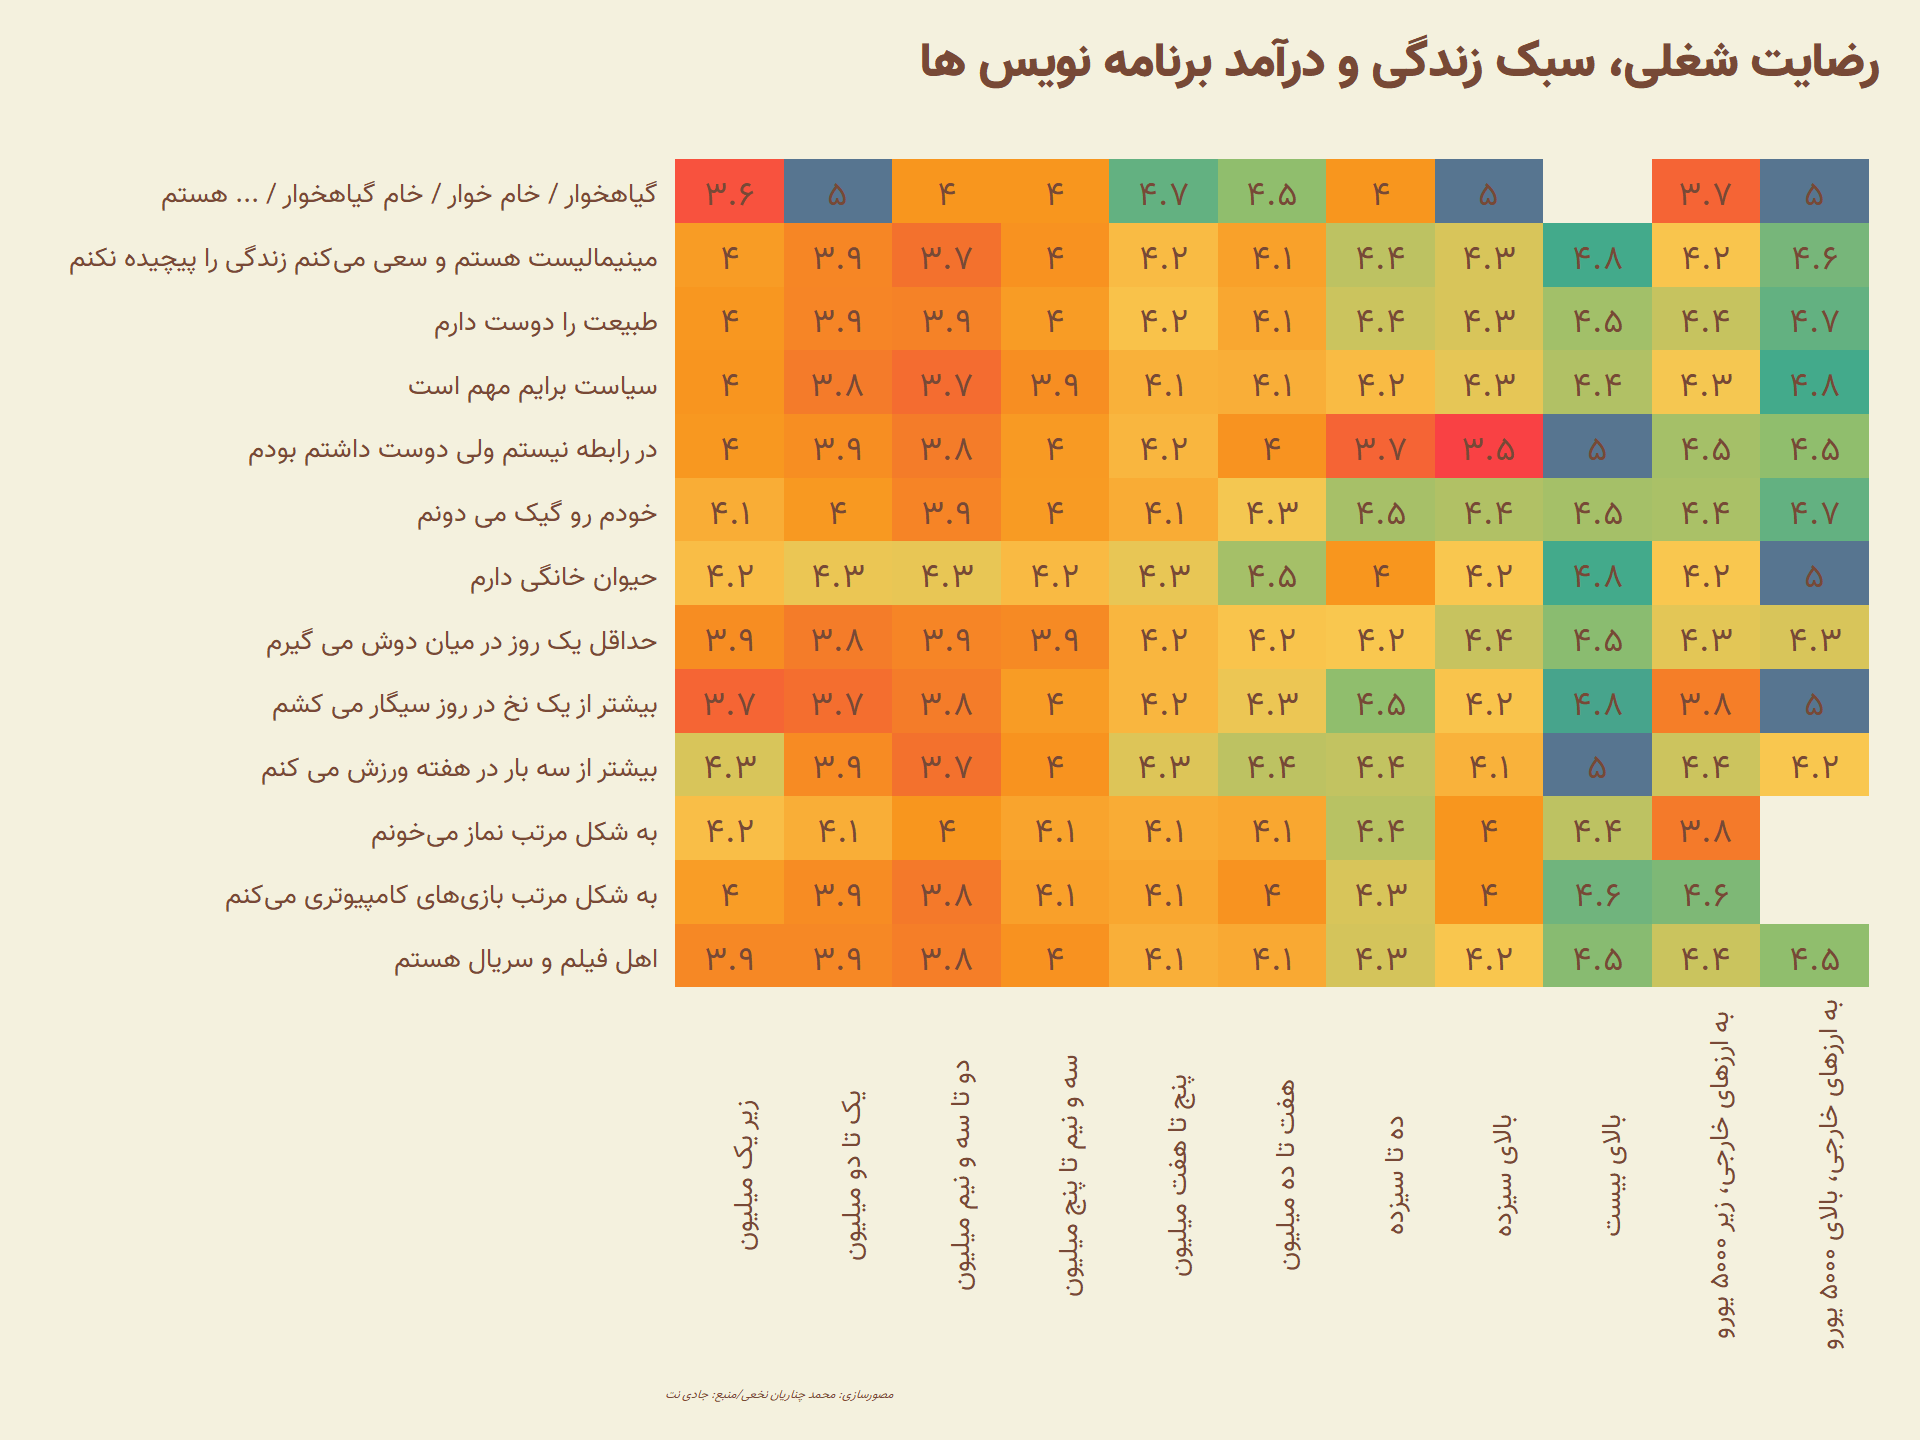 رضایت شغلی، سبک زندگی و درآمد برنامه نویس ها
گیاهخوار / خام خوار / خام گیاهخوار / ... هستم ۳.۶ ۵ ۴ ۴ ۴.۷ ۴.۵ ۴ ۵ ۳.۷ ۵
مینیمالیست هستم و سعی می‌کنم زندگی را پیچیده نکنم ۴ ۳.۹ ۳.۷ ۴ ۴.۲ ۴.۱ ۴.۴ ۴.۳ ۴.۸ ۴.۲ ۴.۶
طبیعت را دوست دارم ۴ ۳.۹ ۳.۹ ۴ ۴.۲ ۴.۱ ۴.۴ ۴.۳ ۴.۵ ۴.۴ ۴.۷
سیاست برایم مهم است ۴ ۳.۸ ۳.۷ ۳.۹ ۴.۱ ۴.۱ ۴.۲ ۴.۳ ۴.۴ ۴.۳ ۴.۸
در رابطه نیستم ولی دوست داشتم بودم ۴ ۳.۹ ۳.۸ ۴ ۴.۲ ۴ ۳.۷ ۳.۵ ۵ ۴.۵ ۴.۵
خودم رو گیک می دونم ۴.۱ ۴ ۳.۹ ۴ ۴.۱ ۴.۳ ۴.۵ ۴.۴ ۴.۵ ۴.۴ ۴.۷
حیوان خانگی دارم ۴.۲ ۴.۳ ۴.۳ ۴.۲ ۴.۳ ۴.۵ ۴ ۴.۲ ۴.۸ ۴.۲ ۵
حداقل یک روز در میان دوش می گیرم ۳.۹ ۳.۸ ۳.۹ ۳.۹ ۴.۲ ۴.۲ ۴.۲ ۴.۴ ۴.۵ ۴.۳ ۴.۳
بیشتر از یک نخ در روز سیگار می کشم ۳.۷ ۳.۷ ۳.۸ ۴ ۴.۲ ۴.۳ ۴.۵ ۴.۲ ۴.۸ ۳.۸ ۵
بیشتر از سه بار در هفته ورزش می کنم ۴.۳ ۳.۹ ۳.۷ ۴ ۴.۳ ۴.۴ ۴.۴ ۴.۱ ۵ ۴.۴ ۴.۲
به شکل مرتب نماز می‌خونم ۴.۲ ۴.۱ ۴ ۴.۱ ۴.۱ ۴.۱ ۴.۴ ۴ ۴.۴ ۳.۸
به شکل مرتب بازی‌های کامپیوتری می‌کنم ۴ ۳.۹ ۳.۸ ۴.۱ ۴.۱ ۴ ۴.۳ ۴ ۴.۶ ۴.۶
اهل فیلم و سریال هستم ۳.۹ ۳.۹ ۳.۸ ۴ ۴.۱ ۴.۱ ۴.۳ ۴.۲ ۴.۵ ۴.۴ ۴.۵
زیر یک میلیون
یک تا دو میلیون
دو تا سه و نیم میلیون
سه و نیم تا پنج میلیون
پنج تا هفت میلیون
هفت تا ده میلیون
ده تا سیزده
بالای سیزده
بالای بیست
به ارزهای خارجی، زیر ۵۰۰۰ یورو
به ارزهای خارجی، بالای ۵۰۰۰ یورو
مصورسازی: محمد چناریان نخعی/منبع: جادی نت